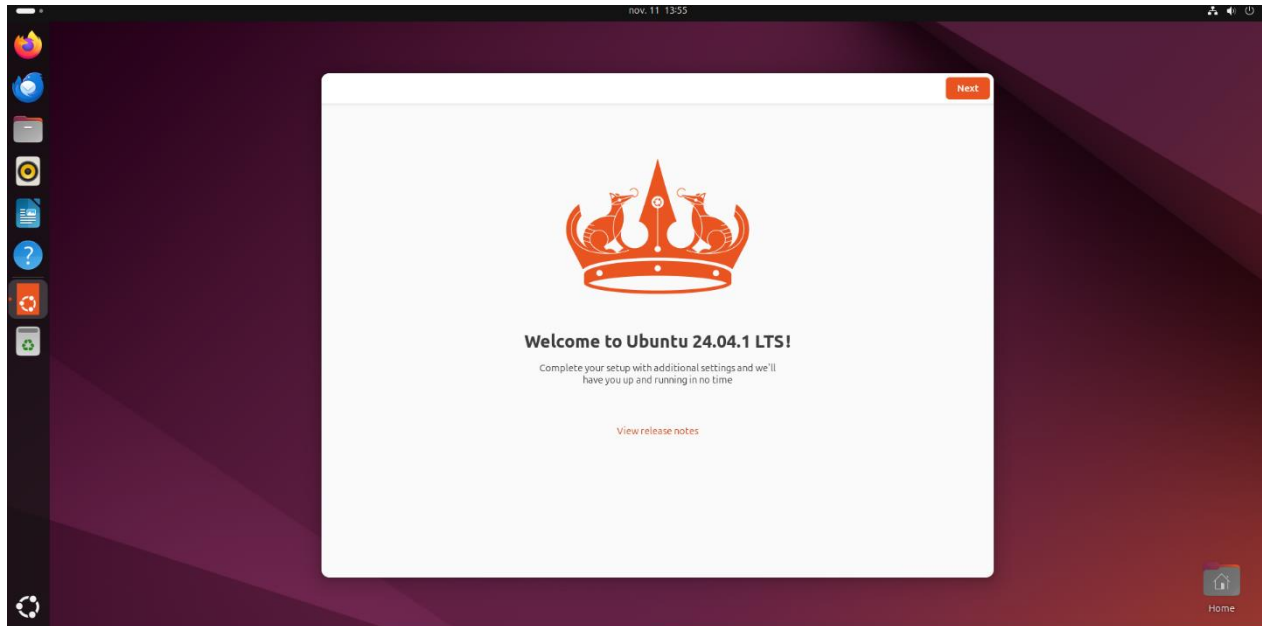 nov. 11 13:55
Next
Welcome to Ubuntu 24.04.1 LTS!
Complete your setup with additional settings and we'll
have you up and running in no time
View release notes
Home